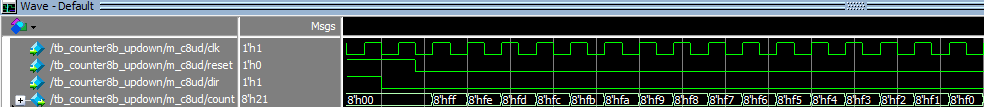 Wave - Default
Msgs
/tb_counter8b_updown/m_c8ud/clk 1'h1
/tb_counter8b_updown/m_c8ud/reset 1'h0
/tb_counter8b_updown/m_c8ud/dir 1'h1
/tb_counter8b_updown/m_c8ud/count 8'h21 8'h00 8'hff 8'hfe 8'hfd 8'hfc 8'hfb 8'hfa 8'hf9 8'hf8 8'hf7 8'hf6 8'hf5 8'hf4 8'hf3 8'hf2 8'hf1 8'hf0